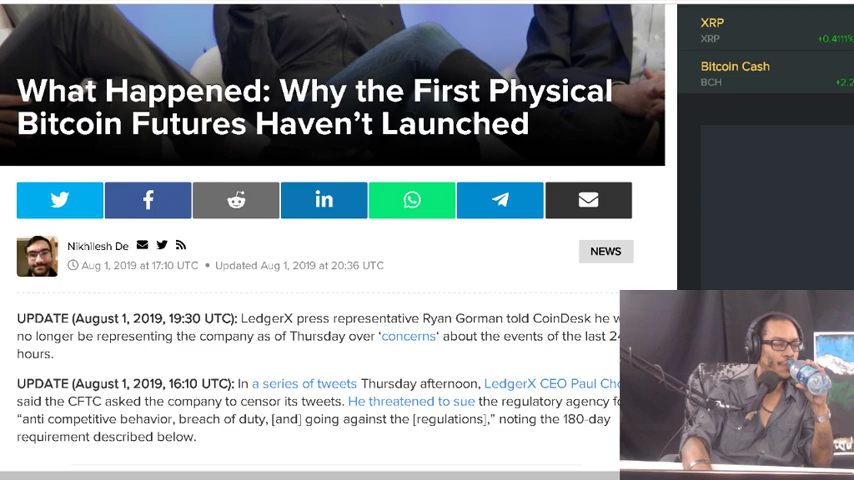 What Happened: Why the First Physical
Bitcoin Futures Haven't Launched
Nikhilesh De
NEWS
Aug 1, 2019 at 17:10 UTC • Updated Aug 1, 2019 at 20:36 UTC
UPDATE (August 1, 2019, 19:30 UTC): LedgerX press representative Ryan Gorman told CoinDesk he
no longer be representing the company as of Thursday over 'concerns' about the events of the last
hours.
UPDATE (August 1, 2019, 16:10 UTC): In a series of tweets Thursday afternoon, LedgerX CEO Paul
said the CFTC asked the company to censor its tweets. He threatened to sue the regulatory agency
"anti competitive behavior, breach of duty, [and] going against the [regulations]," noting the 180-day
requirement described below.
XRP
XRP +0.4111%
Bitcoin Cash
BCH